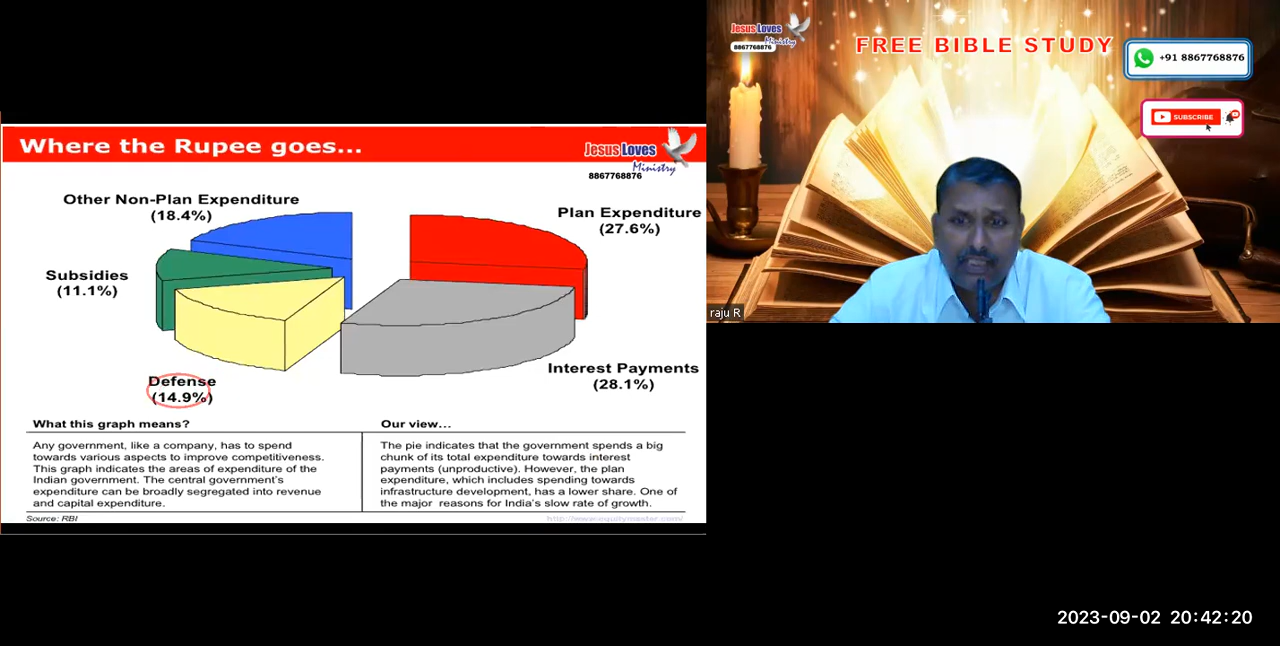 Where the Rupee goes...
Jesus Loves
Ministry
8867768876
Other Non-Plan Expenditure
(18.4%)
Plan Expenditure
(27.6%)
Subsidies
(11.1%)
Defense
(14.9%)
Interest Payments
(28.1%)
What this graph means?
Any government, like a company, has to spend
towards various aspects to improve competitiveness.
This graph indicates the areas of expenditure of the
Indian government. The central government's
expenditure can be broadly segregated into revenue
and capital expenditure.
Our view...
The pie indicates that the government spends a big
chunk of its total expenditure towards interest
payments (unproductive). However, the plan
expenditure, which includes spending towards
infrastructure development, has a lower share. One of
the major reasons for India's slow rate of growth.
Source: RBI
http://www.equitymaster.com/
Jesus Loves
Ministry
8867768876
FREE BIBLE STUDY
+91 8867768876
SUBSCRIBE
raju R
2023-09-02 20:42:20